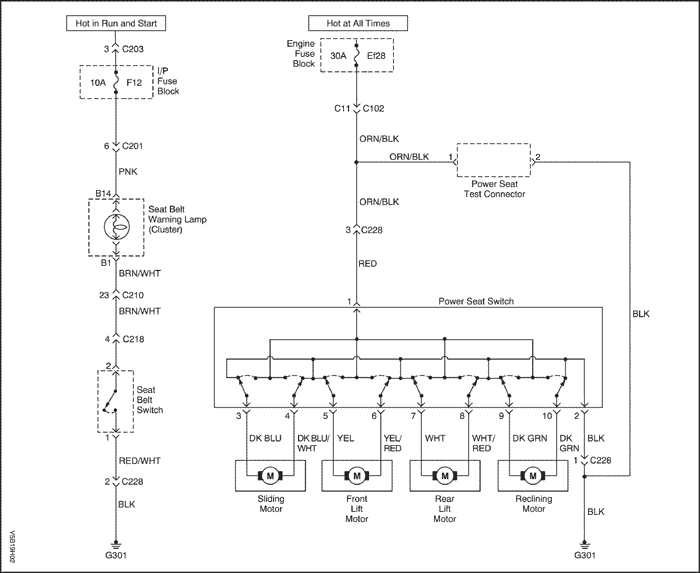 Hot in Run and Start
3 C203
10A F12
I/P
Fuse
Block
6 C201
PNK
B14
Seat Belt
Warning Lamp
(Cluster)
B1
BRN/WHT
23 C210
BRN/WHT
4 C218
2
Seat
Belt
Switch
1
RED/WHT
2 C228
BLK
G301
V5B19H02
Hot at All Times
Engine
Fuse
Block
30A Ef28
C11 C102
ORN/BLK
ORN/BLK
1 2
Power Seat
Test Connector
ORN/BLK
3 C228
RED
BLK
1
Power Seat Switch
3 4 5 6 7 8 9 10 2
DK BLU
DK BLU/
WHT
YEL
YEL/
RED
WHT
WHT/
RED
DK GRN
DK
GRN
BLK
1 C228
M M M M
Sliding
Motor
Front
Lift
Motor
Rear
Lift
Motor
Reclining
Motor
BLK
G301